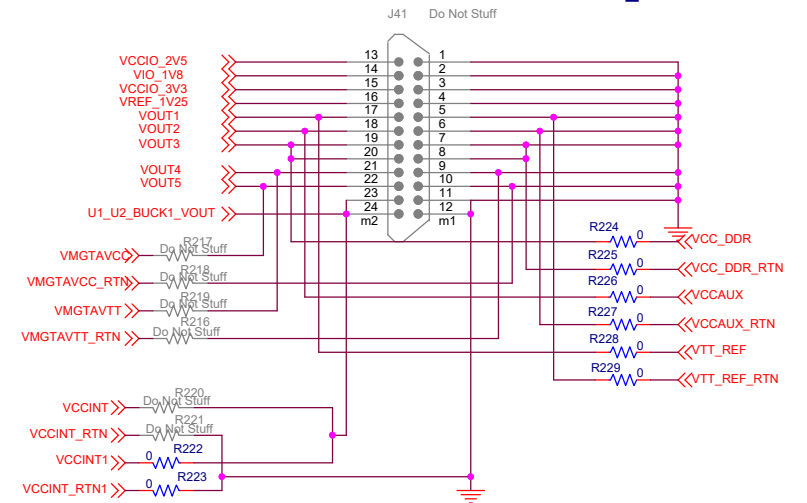 J41 Do Not Stuff
VCCIO_2V5 13 1
VIO_1V8 14 2
VCCIO_3V3 15 3
VREF_1V25 16 4
VOUT1 17 5
VOUT2 18 6
VOUT3 19 7
20 8
VOUT4 21 9
VOUT5 22 10
23 11
U1_U2_BUCK1_VOUT 24 12
m2 m1
R224
0 VCC_DDR
R225
0 VCC_DDR_RTN
R226
0 VCCAUX
R227
0 VCCAUX_RTN
R228
0 VTT_REF
R229
0 VTT_REF_RTN
R217
VMGTAVCC Do Not Stuff
R218
VMGTAVCC_RTN Do Not Stuff
R219
VMGTAVTT Do Not Stuff
R216
VMGTAVTT_RTN Do Not Stuff
R220
VCCINT Do Not Stuff
R221
VCCINT_RTN Do Not Stuff
VCCINT1 0 R222
VCCINT_RTN1 0 R223